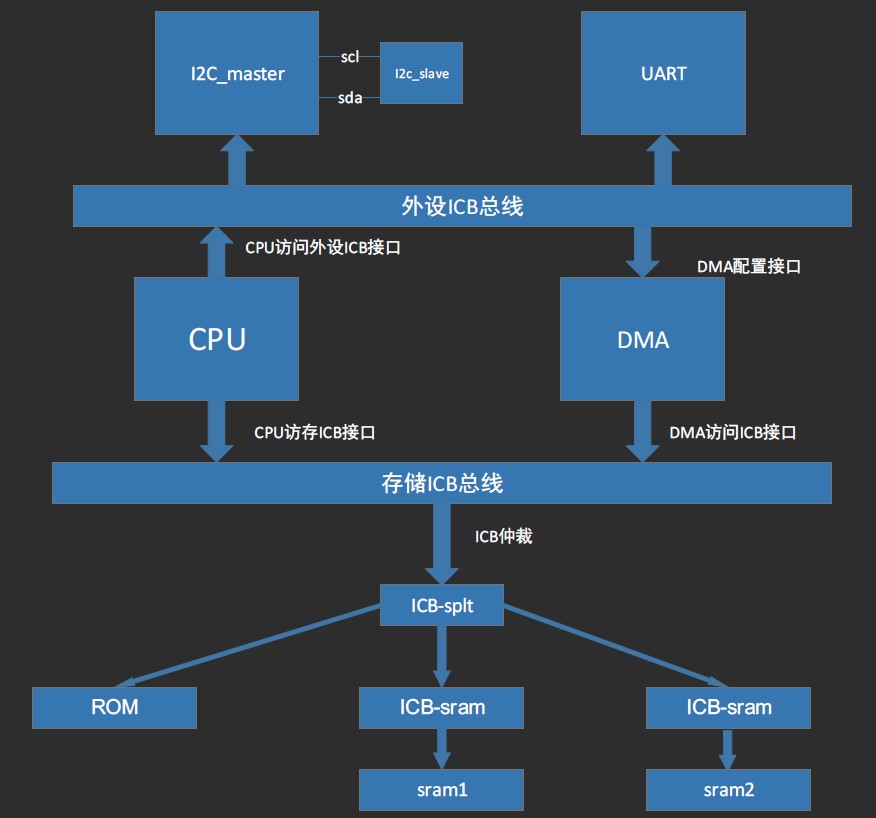 I2C_master
scl
sda
I2c_slave
UART
外设ICB总线
CPU访问外设ICB接口
DMA配置接口
CPU
DMA
CPU访存ICB接口
DMA访问ICB接口
存储ICB总线
ICB仲裁
ICB-splt
ROM
ICB-sram
ICB-sram
sram1
sram2